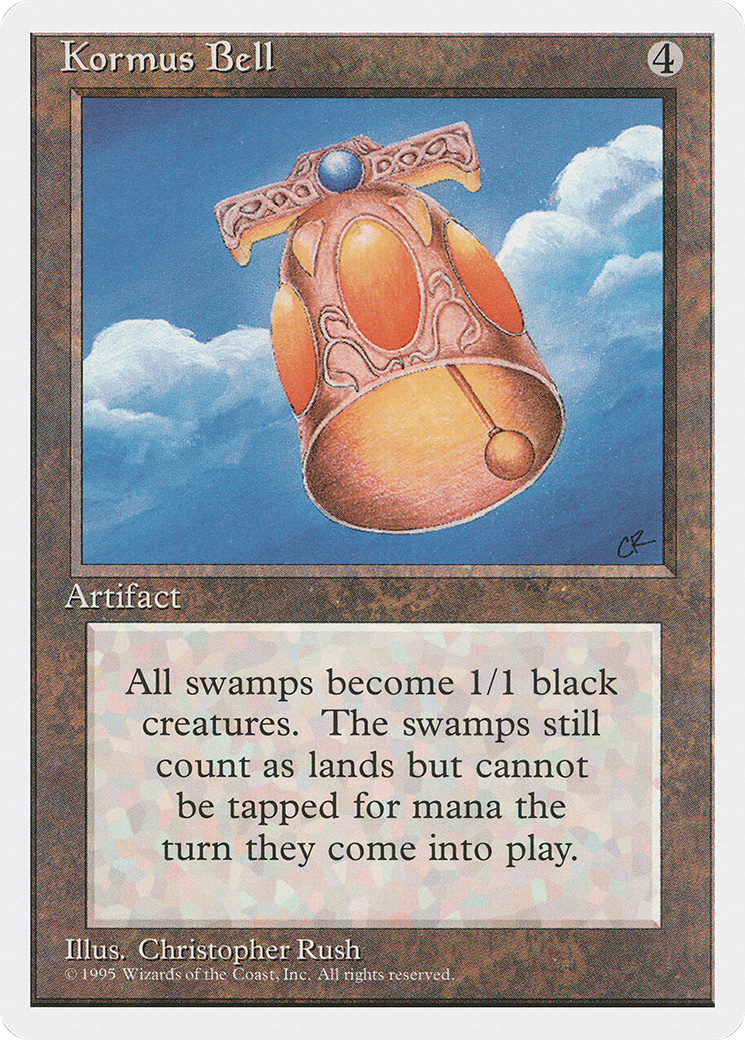 Kormus Bell
4
CR
Artifact
All swamps become 1/1 black
creatures. The swamps still
count as lands but cannot
be tapped for mana the
turn they come into play.
Illus. Christopher Rush
© 1995 Wizards of the Coast, Inc. All rights reserved.